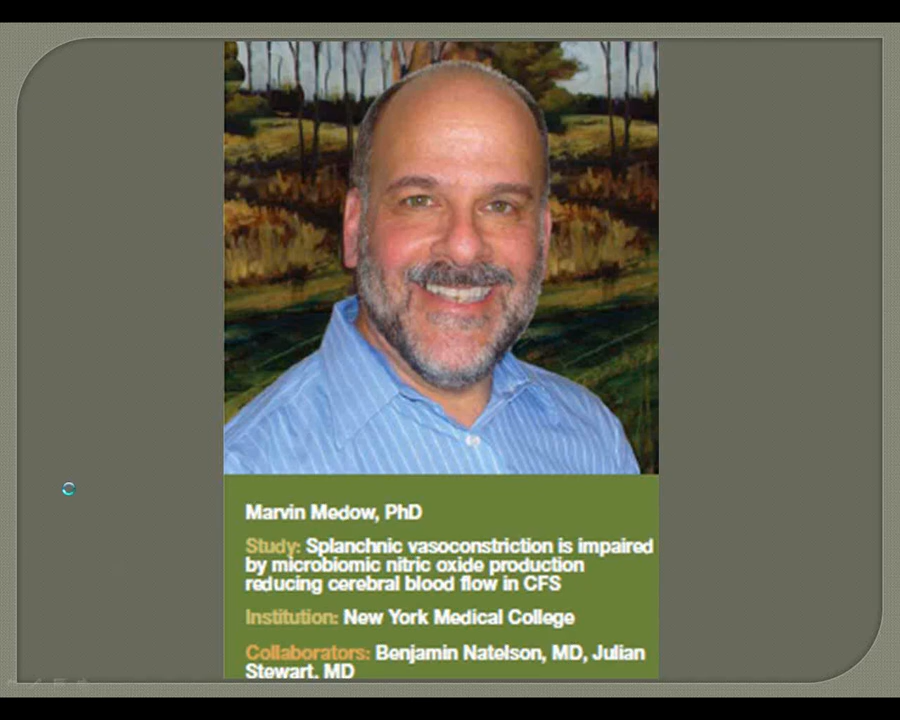 Marvin Medow, PhD
Study: Splanchnic vasoconstriction is impaired
by microbiomic nitric oxide production
reducing cerebral blood flow in CFS
Institution: New York Medical College
Collaborators: Benjamin Natelson, MD, Julian
Stewart, MD